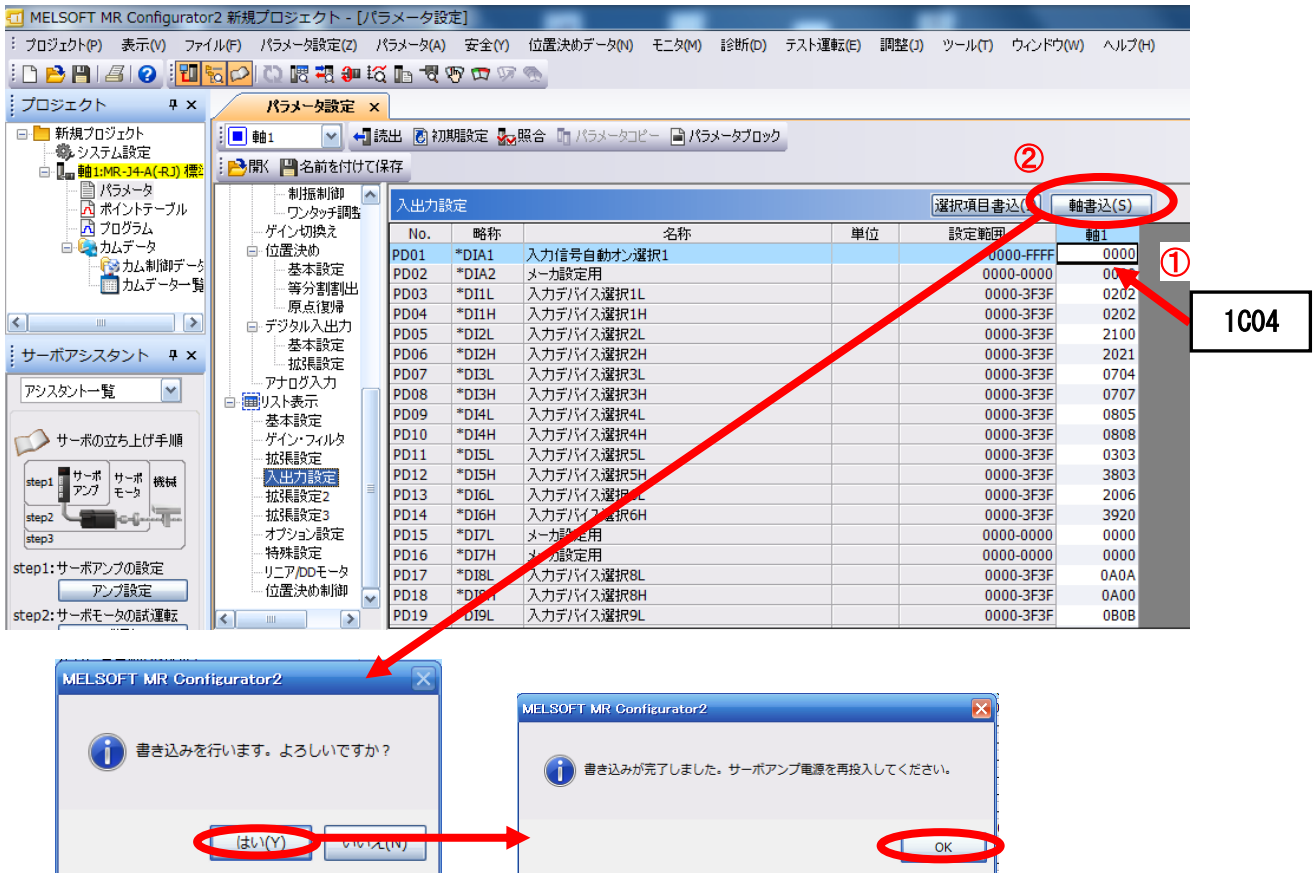 MELSOFT MR Configurator2 新規プロジェクト - [パラメータ設定]
プロジェクト(P) 表示(V) ファイル(F) パラメータ設定(Z) パラメータ(A) 安全(Y) 位置決めデータ(N) モニタ(M) 診断(D) テスト運転(E) 調整(J) ツール(T) ウィンドウ(W) ヘルプ(H)
プロジェクト
新規プロジェクト
システム設定
軸1:MR-J4-A(-RJ) 標準
パラメータ
ポイントテーブル
プログラム
カムデータ
カム制御データ
カムデータ一覧
サーボアシスタント
アシスタント一覧
サーボの立ち上げ手順
step1 サーボアンプ サーボモータ 機械
step2
step3
step1:サーボアンプの設定
アンプ設定
step2:サーボモータの試運転
パラメータ設定 ×
軸1 読出 初期設定 照合 パラメータコピー パラメータブロック
開く 名前を付けて保存
制振制御
ワンタッチ調整
ゲイン切換え
位置決め
基本設定
等分割割出
原点復帰
デジタル入出力
基本設定
拡張設定
アナログ入力
リスト表示
基本設定
ゲイン・フィルタ
拡張設定
入出力設定
拡張設定2
拡張設定3
オプション設定
特殊設定
リニア/DDモータ
位置決め制御
②
入出力設定 選択項目書込( 軸書込(S)
No. 略称 名称 単位 設定範囲 軸1
PD01 *DIA1 入力信号自動オン選択1 0000-FFFF 0000
PD02 *DIA2 メーカ設定用 0000-0000
PD03 *DI1L 入力デバイス選択1L 0000-3F3F 0202
PD04 *DI1H 入力デバイス選択1H 0000-3F3F 0202
PD05 *DI2L 入力デバイス選択2L 0000-3F3F 2100
PD06 *DI2H 入力デバイス選択2H 0000-3F3F 2021
PD07 *DI3L 入力デバイス選択3L 0000-3F3F 0704
PD08 *DI3H 入力デバイス選択3H 0000-3F3F 0707
PD09 *DI4L 入力デバイス選択4L 0000-3F3F 0805
PD10 *DI4H 入力デバイス選択4H 0000-3F3F 0808
PD11 *DI5L 入力デバイス選択5L 0000-3F3F 0303
PD12 *DI5H 入力デバイス選択5H 0000-3F3F 3803
PD13 *DI6L 入力デバイス選択6L 0000-3F3F 2006
PD14 *DI6H 入力デバイス選択6H 0000-3F3F 3920
PD15 *DI7L メーカ設定用 0000-0000 0000
PD16 *DI7H メーカ設定用 0000-0000 0000
PD17 *DI8L 入力デバイス選択8L 0000-3F3F 0A0A
PD18 *DI8H 入力デバイス選択8H 0000-3F3F 0A00
PD19 *DI9L 入力デバイス選択9L 0000-3F3F 0B0B
①
1C04
MELSOFT MR Configurator2
書き込みを行います。よろしいですか?
はい(Y) いいえ(N)
MELSOFT MR Configurator2
書き込みが完了しました。サーボアンプ電源を再投入してください。
OK